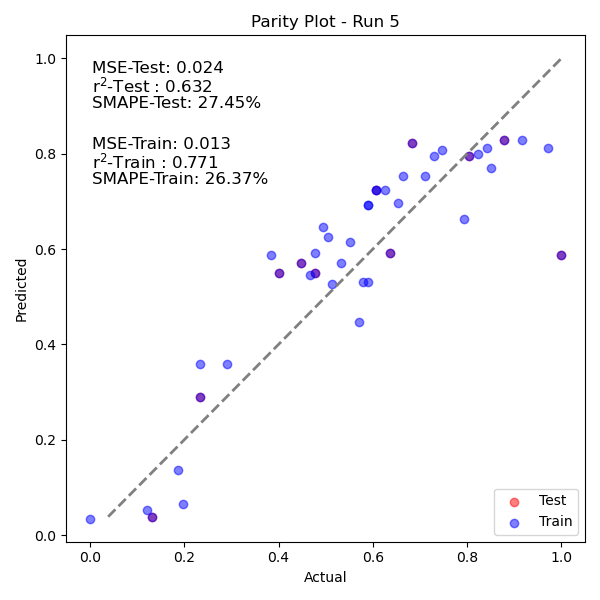 Parity Plot - Run 5
MSE-Test: 0.024
r²-Test : 0.632
SMAPE-Test: 27.45%
MSE-Train: 0.013
r²-Train : 0.771
SMAPE-Train: 26.37%
Predicted
1.0
0.8
0.6
0.4
0.2
0.0
0.0 0.2 0.4 0.6 0.8 1.0
Actual
Test
Train